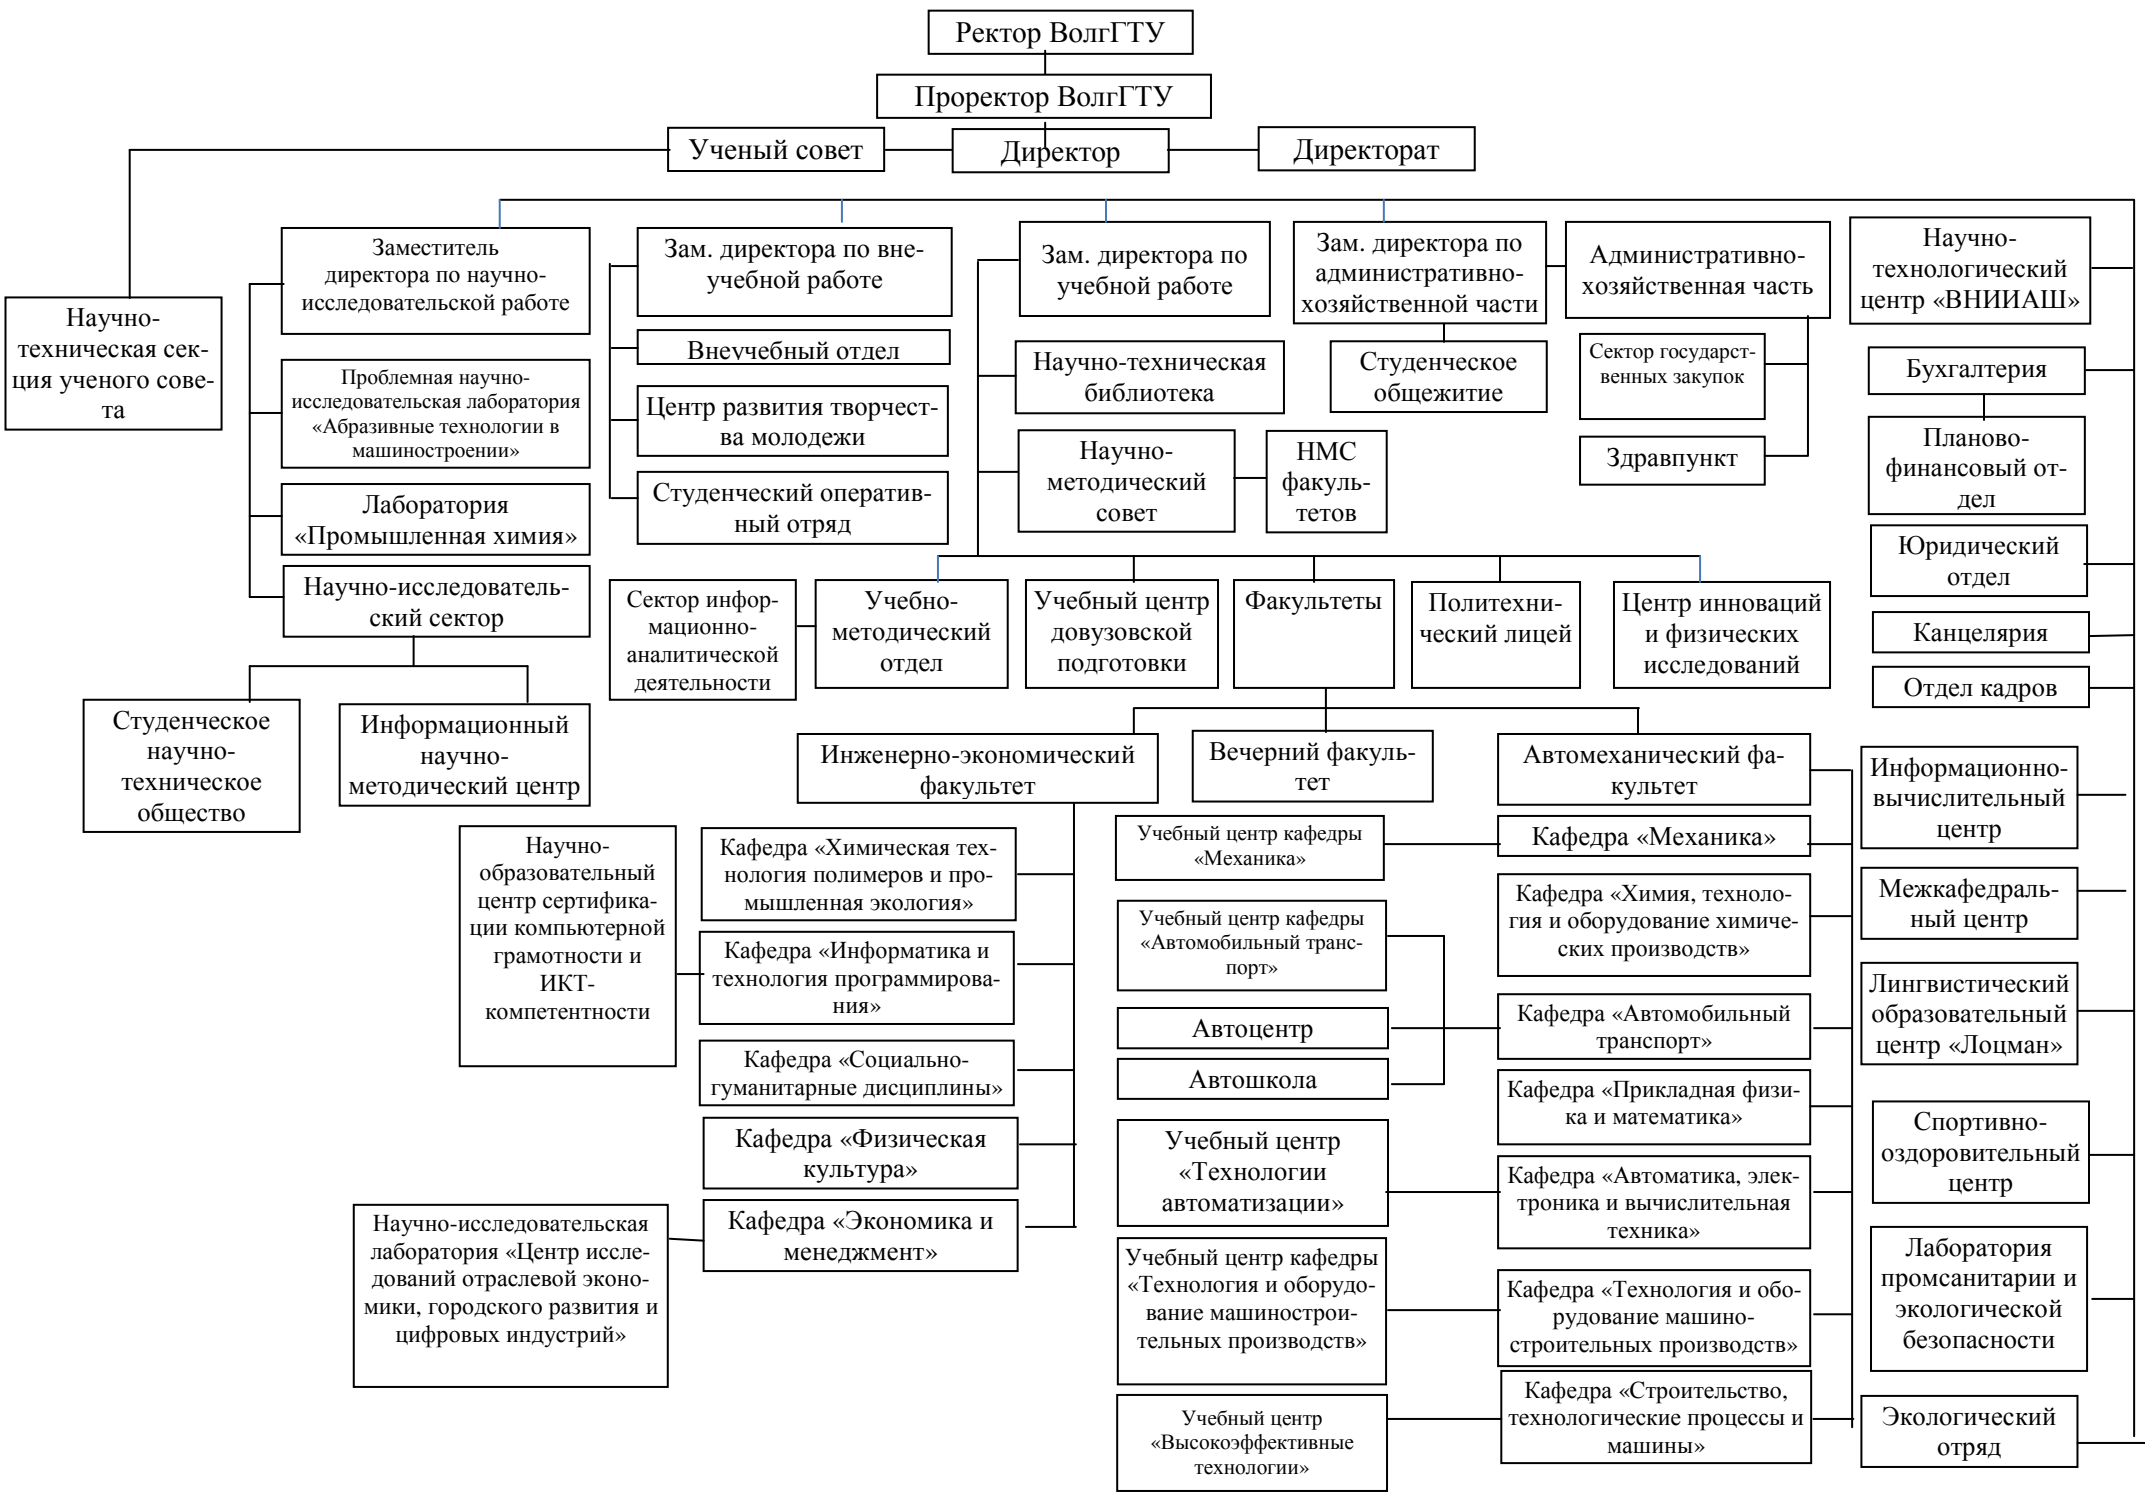 Ректор ВолгГТУ
Проректор ВолгГТУ
Ученый совет
Директор
Директорат
Научно-
техническая сек-
ция ученого сове-
та
Заместитель
директора по научно-
исследовательской работе
Проблемная научно-
исследовательская лаборатория
«Абразивные технологии в
машиностроении»
Лаборатория
«Промышленная химия»
Научно-исследователь-
ский сектор
Студенческое
научно-
техническое
общество
Информационный
научно-
методический центр
Зам. директора по вне-
учебной работе
Внеучебный отдел
Центр развития творчест-
ва молодежи
Студенческий оператив-
ный отряд
Зам. директора по
учебной работе
Научно-техническая
библиотека
Научно-
методический
совет
НМС
факуль-
тетов
Зам. директора по
административно-
хозяйственной части
Студенческое
общежитие
Административно-
хозяйственная часть
Сектор государст-
венных закупок
Здравпункт
Сектор инфор-
мационно-
аналитической
деятельности
Учебно-
методический
отдел
Учебный центр
довузовской
подготовки
Факультеты
Политехни-
ческий лицей
Центр инноваций
и физических
исследований
Инженерно-экономический
факультет
Вечерний факуль-
тет
Автомеханический фа-
культет
Научно-
образовательный
центр сертифика-
ции компьютерной
грамотности и
ИКТ-
компетентности
Кафедра «Химическая тех-
нология полимеров и про-
мышленная экология»
Кафедра «Информатика и
технология программирова-
ния»
Кафедра «Социально-
гуманитарные дисциплины»
Кафедра «Физическая
культура»
Кафедра «Экономика и
менеджмент»
Научно-исследовательская
лаборатория «Центр иссле-
дований отраслевой эконо-
мики, городского развития и
цифровых индустрий»
Учебный центр кафедры
«Механика»
Учебный центр кафедры
«Автомобильный транс-
порт»
Автоцентр
Автошкола
Учебный центр
«Технологии
автоматизации»
Учебный центр кафедры
«Технология и оборудо-
вание машинострои-
тельных производств»
Учебный центр
«Высокоэффективные
технологии»
Кафедра «Механика»
Кафедра «Химия, техноло-
гия и оборудование химиче-
ских производств»
Кафедра «Автомобильный
транспорт»
Кафедра «Прикладная физи-
ка и математика»
Кафедра «Автоматика, элек-
троника и вычислительная
техника»
Кафедра «Технология и обо-
рудование машино-
строительных производств»
Кафедра «Строительство,
технологические процессы и
машины»
Научно-
технологический
центр «ВНИИАШ»
Бухгалтерия
Планово-
финансовый от-
дел
Юридический
отдел
Канцелярия
Отдел кадров
Информационно-
вычислительный
центр
Межкафедраль-
ный центр
Лингвистический
образовательный
центр «Лоцман»
Спортивно-
оздоровительный
центр
Лаборатория
промсанитарии и
экологической
безопасности
Экологический
отряд